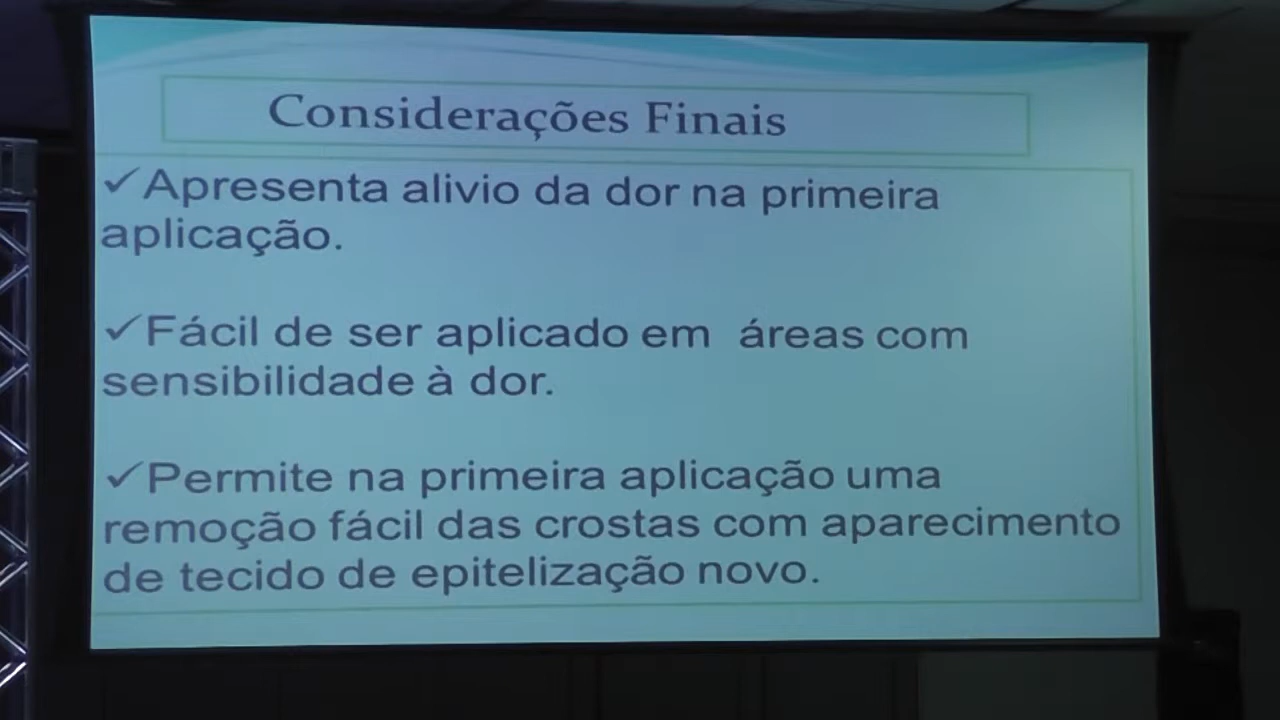 Considerações Finais
✓Apresenta alivio da dor na primeira
aplicação.
✓Fácil de ser aplicado em áreas com
sensibilidade à dor.
✓Permite na primeira aplicação uma
remoção fácil das crostas com aparecimento
de tecido de epitelização novo.